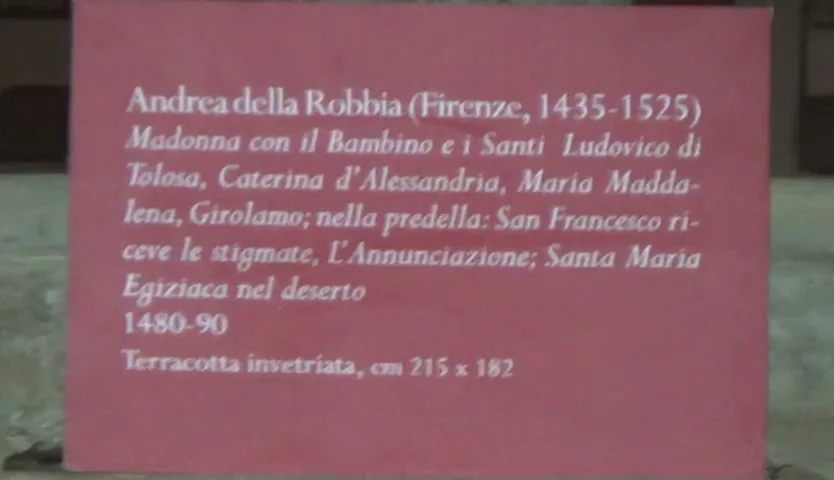 Andrea della Robbia (Firenze, 1435-1525)
Madonna con il Bambino e i Santi Ludovico di
Tolosa, Caterina d'Alessandria, Maria Madda-
lena, Girolamo; nella predella: San Francesco ri-
ceve le stigmate, L'Annunciazione; Santa Maria
Egiziaca nel deserto
1480-90
Terracotta invetriata, cm 215 x 182